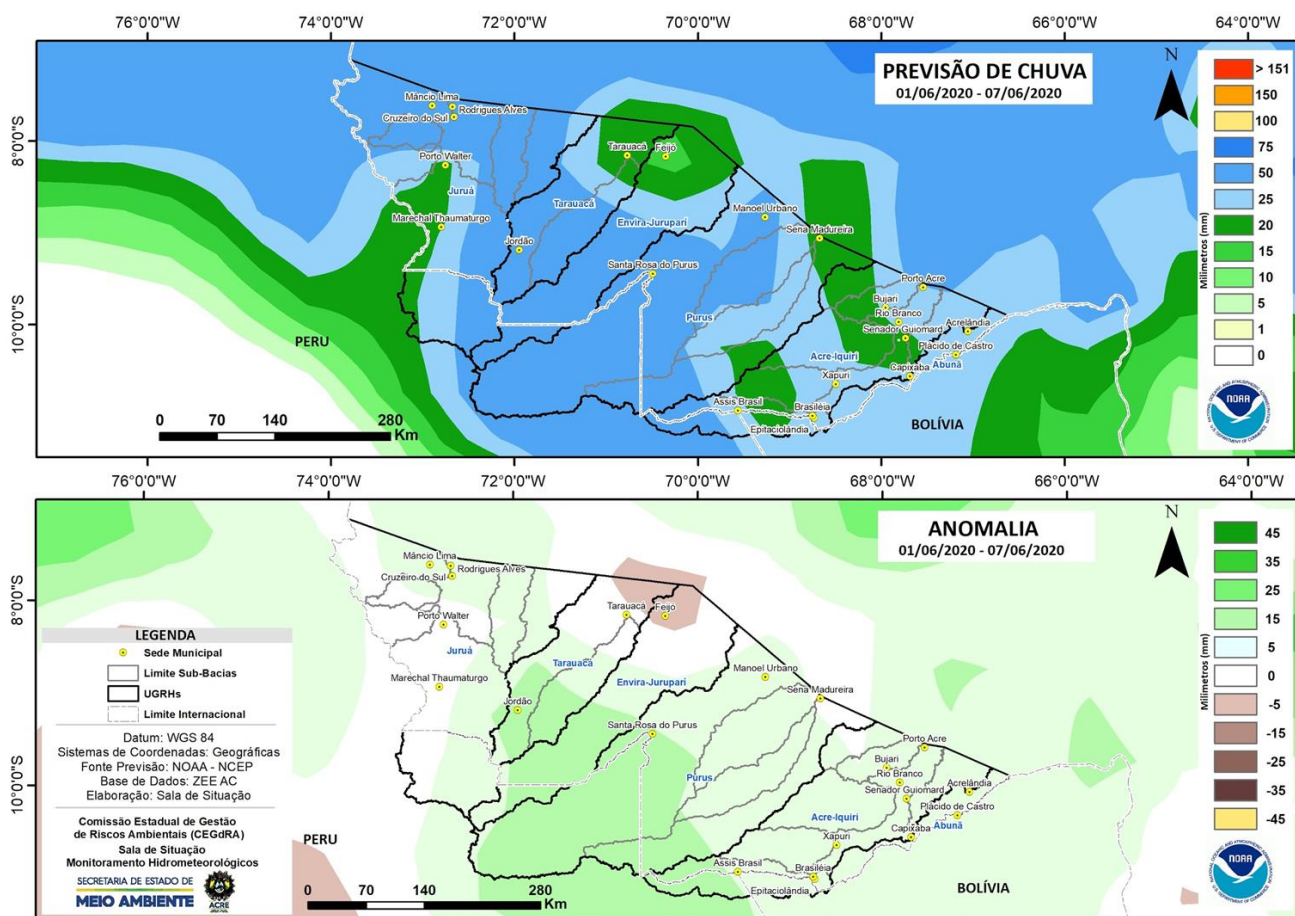 76°0'0"W
74°0'0"W
72°0'0"W
70°0'0"W
68°0'0"W
66°0'0"W
64°0'0"W
PREVISÃO DE CHUVA
01/06/2020 - 07/06/2020
N
8°0'0"S
10°0'0"S
Mâncio Lima
Rodrigues Alves
Cruzeiro do Sul
Porto Walter
Juruá
Marechal Thaumaturgo
Tarauacá
Feijó
Tarauacá
Envira-Jurupari
Jordão
Manoel Urbano
Sena Madureira
Santa Rosa do Purus
Purus
Porto Acre
Bujari
Rio Branco
Senador Guiomard
Acrelândia
Plácido de Castro
Abunã
Acre-Iquiri
Capixaba
Xapuri
Assis Brasil
Brasiléia
Epitaciolândia
PERU
BOLÍVIA
0 70 140 280
Km
Milímetros (mm)
> 151
150
100
75
50
25
20
15
10
5
1
0
NOAA
76°0'0"W
74°0'0"W
72°0'0"W
70°0'0"W
68°0'0"W
66°0'0"W
64°0'0"W
ANOMALIA
01/06/2020 - 07/06/2020
N
8°0'0"S
10°0'0"S
Mâncio Lima
Rodrigues Alves
Cruzeiro do Sul
Porto Walter
Juruá
Marechal Thaumaturgo
Tarauacá
Feijó
Tarauacá
Envira-Jurupari
Jordão
Manoel Urbano
Sena Madureira
Santa Rosa do Purus
Purus
Porto Acre
Bujari
Rio Branco
Senador Guiomard
Acrelândia
Plácido de Castro
Abunã
Acre-Iquiri
Capixaba
Xapuri
Assis Brasil
Brasiléia
Epitaciolândia
PERU
BOLÍVIA
0 70 140 280
Km
Milímetros (mm)
45
35
25
15
5
0
-5
-15
-25
-35
-45
NOAA
LEGENDA
Sede Municipal
Limite Sub-Bacias
UGRHs
Limite Internacional
Datum: WGS 84
Sistemas de Coordenadas: Geográficas
Fonte Previsão: NOAA - NCEP
Base de Dados: ZEE AC
Elaboração: Sala de Situação
Comissão Estadual de Gestão
de Riscos Ambientais (CEGdRA)
Sala de Situação
Monitoramento Hidrometeorológicos
SECRETARIA DE ESTADO DE
MEIO AMBIENTE
ACRE